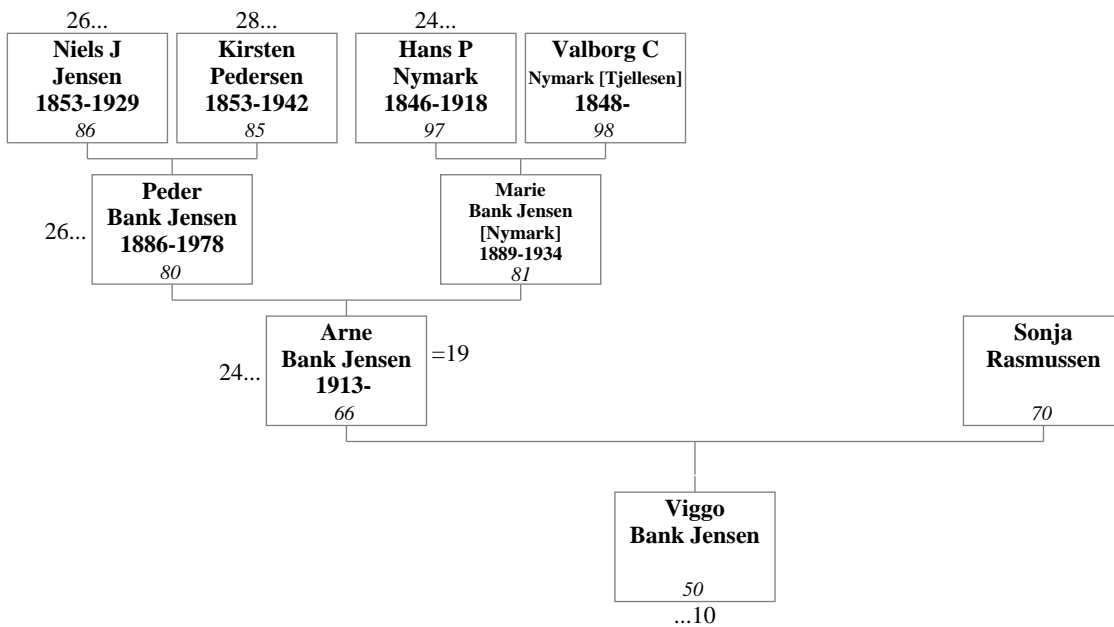 26...
28...
24...
Niels J
Jensen
1853-1929
86
Kirsten
Pedersen
1853-1942
85
Hans P
Nymark
1846-1918
97
Valborg C
Nymark [Tjellesen]
1848-
98
26...
Peder
Bank Jensen
1886-1978
80
Marie
Bank Jensen
[Nymark]
1889-1934
81
24...
Arne
Bank Jensen
1913-
66
=19
Sonja
Rasmussen
70
Viggo
Bank Jensen
50
...10